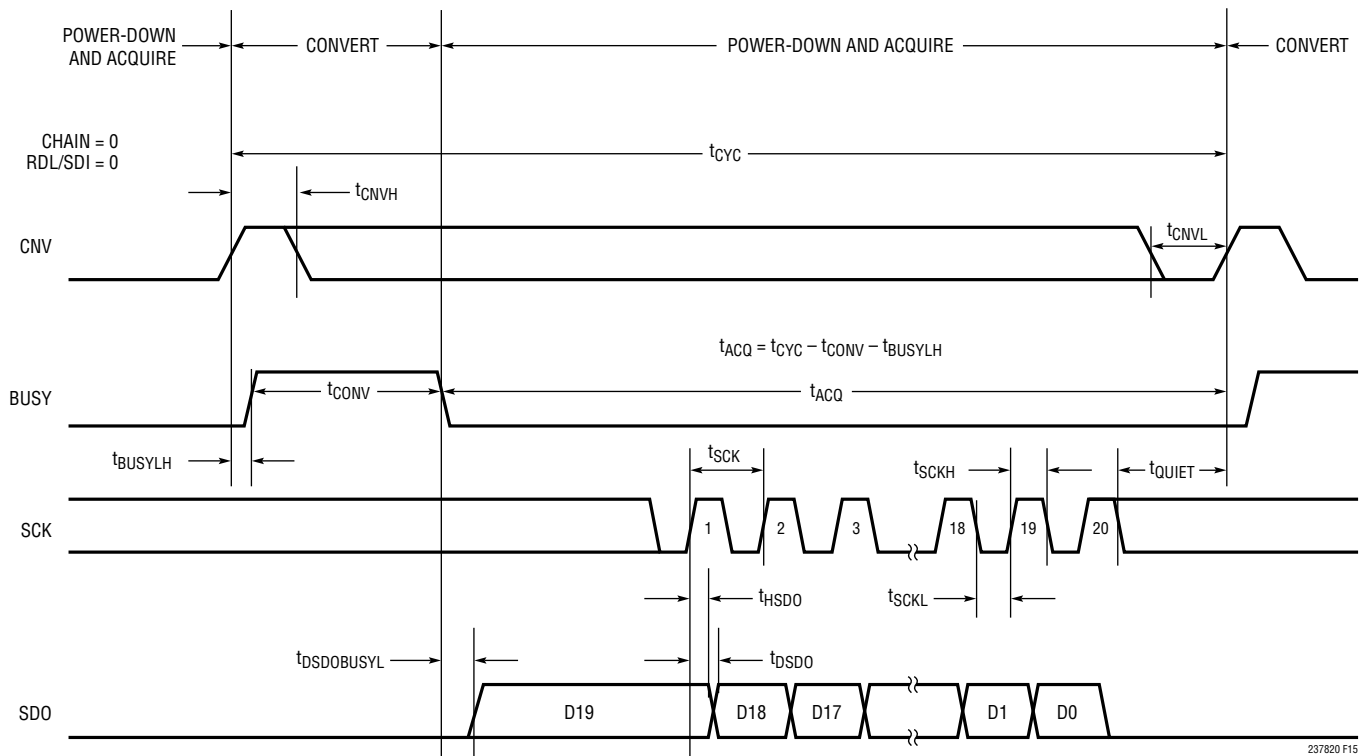 POWER-DOWN
AND ACQUIRE
CONVERT
POWER-DOWN AND ACQUIRE
CONVERT
CHAIN = 0
RDL/SDI = 0
tCYC
tCNVH
CNV
tCNVL
tACQ = tCYC – tCONV – tBUSYLH
BUSY
tCONV
tACQ
tBUSYLH
tSCK
tSCKH
tQUIET
SCK
1
2
3
18
19
20
tHSDO
tSCKL
tDSDOBUSYL
tDSDO
SDO
D19
D18
D17
D1
D0
237820 F15